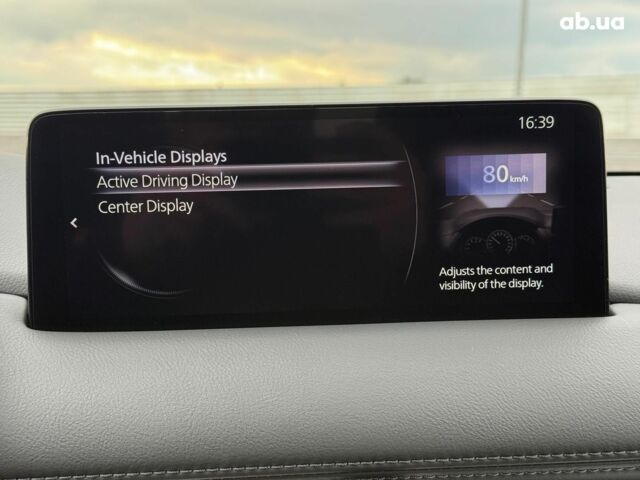 ab.ua
16:39
In-Vehicle Displays
Active Driving Display
Center Display
80 km/h
Adjusts the content and
visibility of the display.